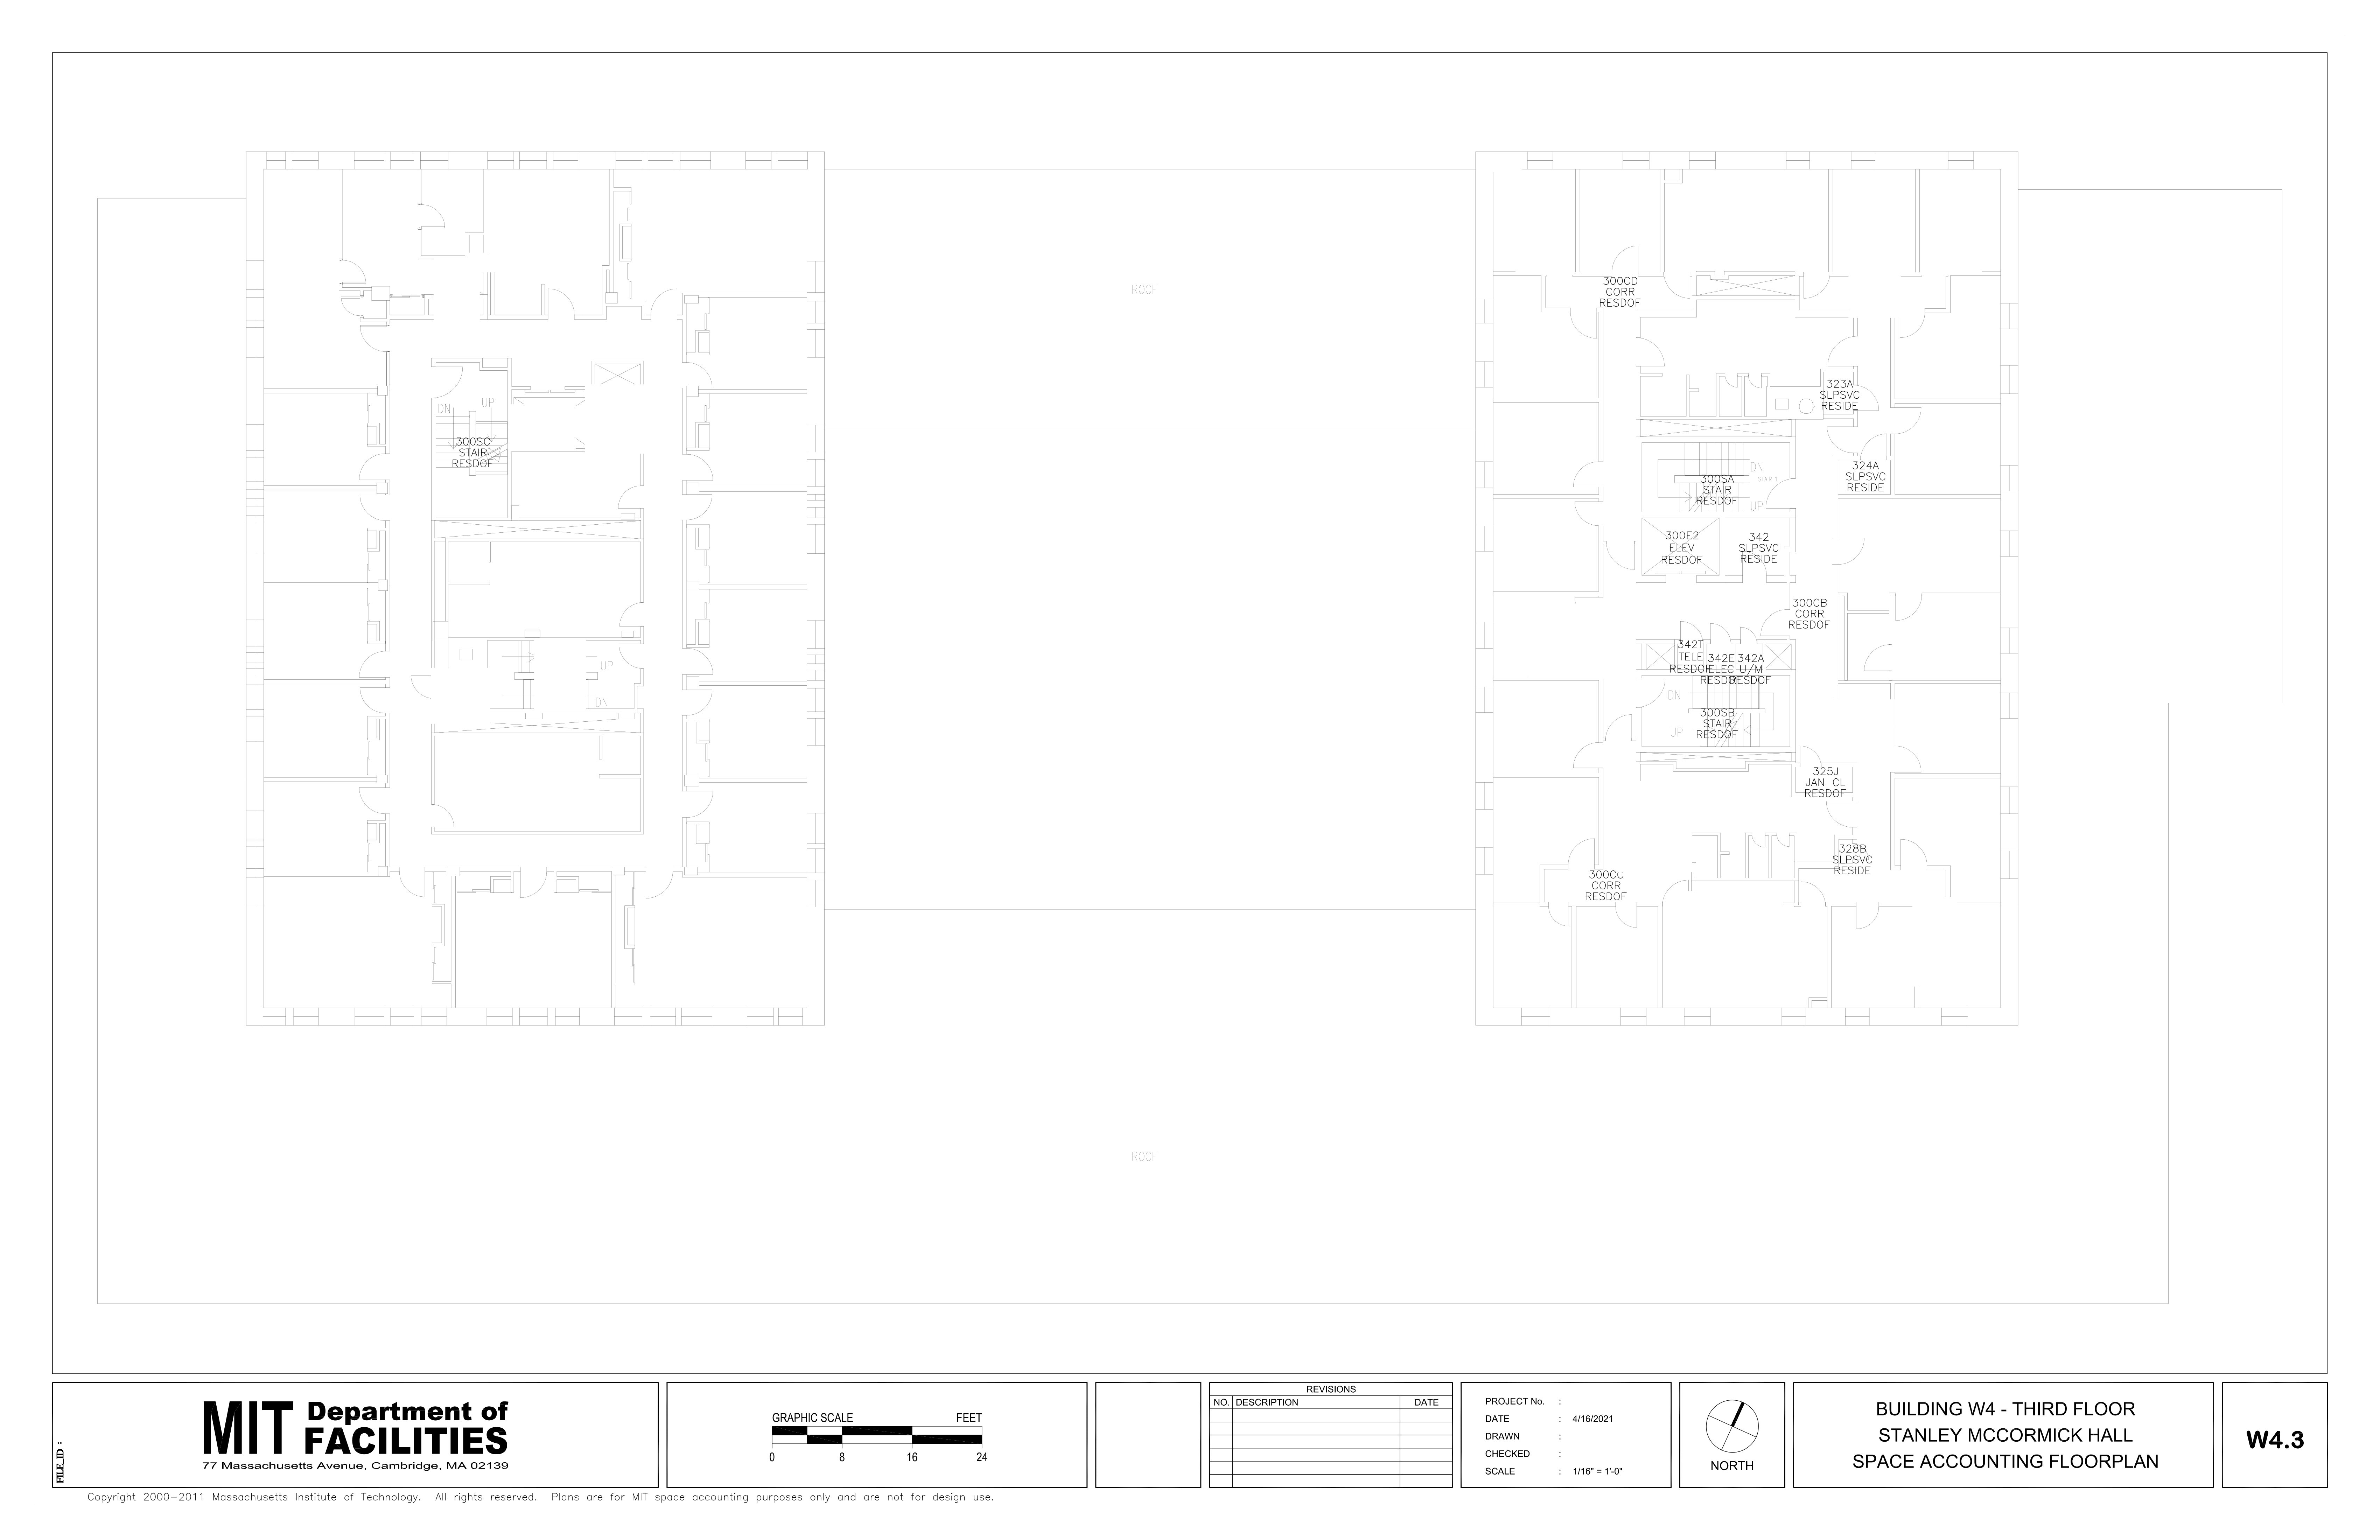 ROOF
300CD
CORR
RESDOF
323A
SLPSVC
RESIDE
DN
UP
300SC
STAIR
RESDOF
324A
SLPSVC
RESIDE
DN
STAIR 1
300SA
STAIR
RESDOF
UP
300E2
ELEV
RESDOF
342
SLPSVC
RESIDE
300CB
CORR
RESDOF
342T
TELE
RESDOF
342E
ELEC
RESDOF
342A
U/M
RESDOF
UP
DN
DN
300SB
STAIR
RESDOF
UP
325J
JAN CL
RESDOF
328B
SLPSVC
RESIDE
300CC
CORR
RESDOF
ROOF
FILE_ID :
MIT Department of
FACILITIES
77 Massachusetts Avenue, Cambridge, MA 02139
GRAPHIC SCALE FEET
0 8 16 24
REVISIONS
NO. DESCRIPTION DATE
PROJECT No. :
DATE : 4/16/2021
DRAWN :
CHECKED :
SCALE : 1/16" = 1'-0"
NORTH
BUILDING W4 - THIRD FLOOR
STANLEY MCCORMICK HALL
SPACE ACCOUNTING FLOORPLAN
W4.3
Copyright 2000-2011 Massachusetts Institute of Technology. All rights reserved. Plans are for MIT space accounting purposes only and are not for design use.